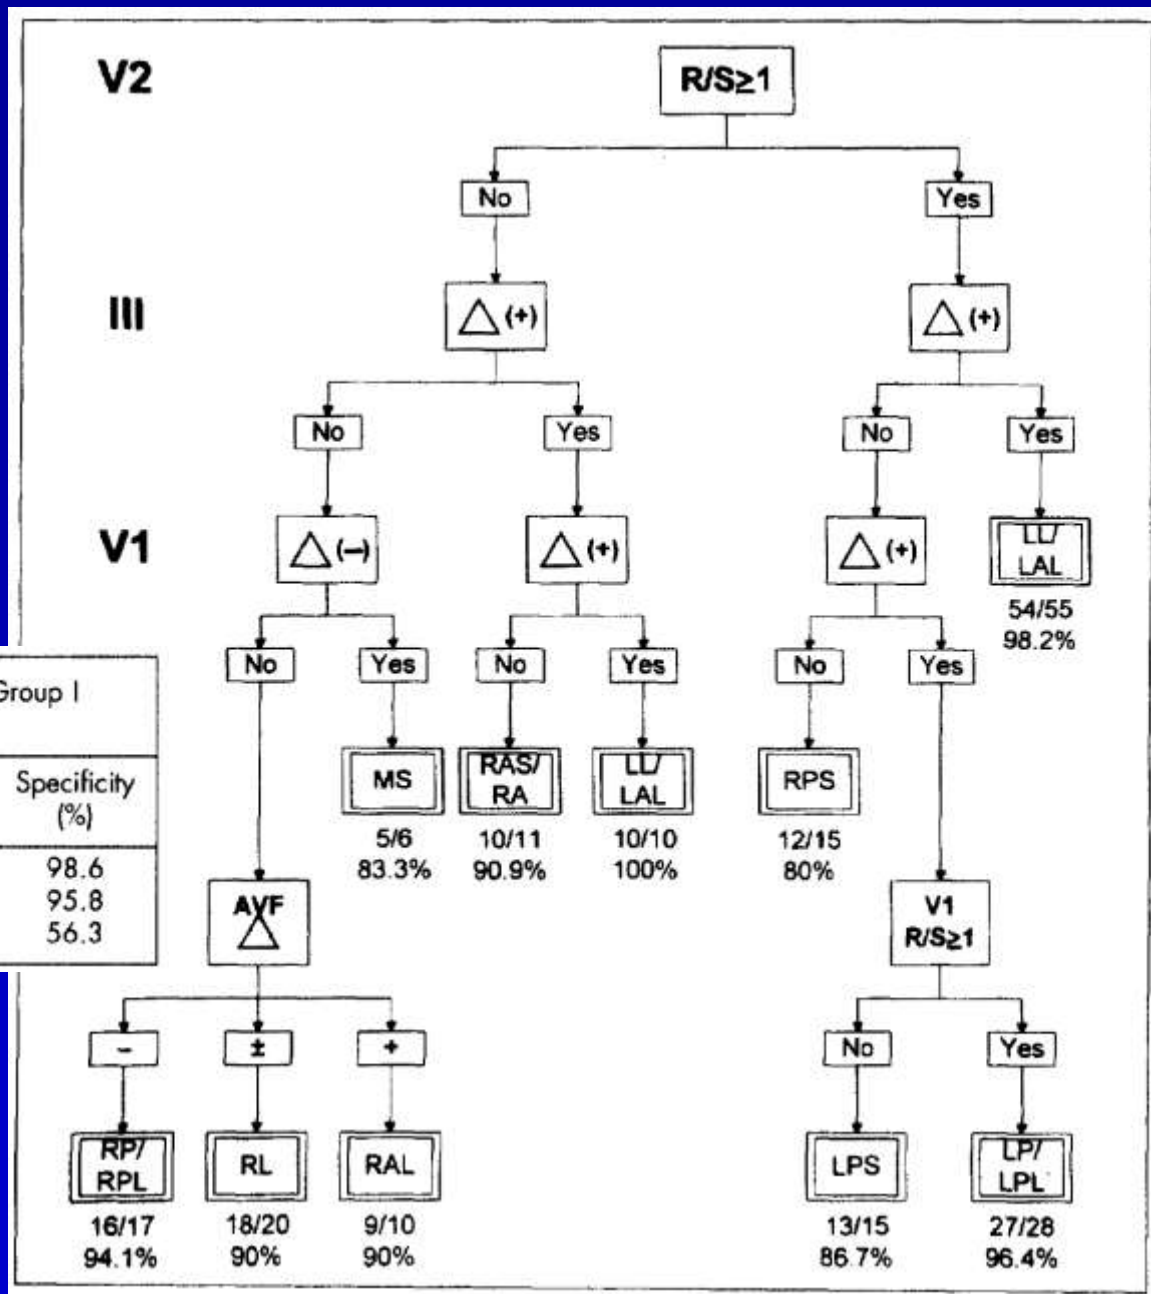 V2
R/S≥1
No
Yes
III
△ (+)
△ (+)
No
Yes
No
Yes
V1
△ (–)
△ (+)
△ (+)
LL/
LAL
54/55
98.2%
No
Yes
No
Yes
No
Yes
MS
5/6
83.3%
RAS/
RA
10/11
90.9%
LL/
LAL
10/10
100%
RPS
12/15
80%
Group I
Specificity
(%)
98.6
95.8
56.3
AVF
△
V1
R/S≥1
–
±
+
No
Yes
RP/
RPL
16/17
94.1%
RL
18/20
90%
RAL
9/10
90%
LPS
13/15
86.7%
LP/
LPL
27/28
96.4%